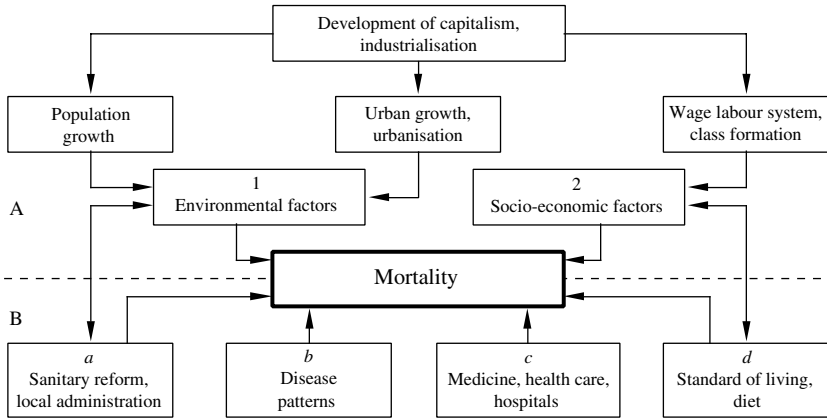 Development of capitalism,
industrialisation
Population
growth
Urban growth,
urbanisation
Wage labour system,
class formation
1
Environmental factors
2
Socio-economic factors
A
Mortality
B
a
Sanitary reform,
local administration
b
Disease
patterns
c
Medicine, health care,
hospitals
d
Standard of living,
diet